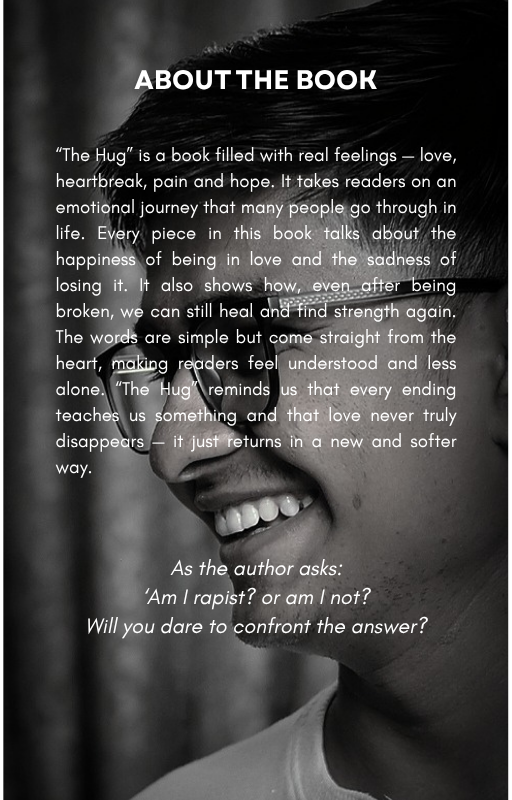 ABOUT THE BOOK
“The Hug” is a book filled with real feelings — love,
heartbreak, pain and hope. It takes readers on an
emotional journey that many people go through in
life. Every piece in this book talks about the
happiness of being in love and the sadness of
losing it. It also shows how, even after being
broken, we can still heal and find strength again.
The words are simple but come straight from the
heart, making readers feel understood and less
alone. “The Hug” reminds us that every ending
teaches us something and that love never truly
disappears — it just returns in a new and softer
way.
As the author asks:
‘Am I rapist? or am I not?
Will you dare to confront the answer?